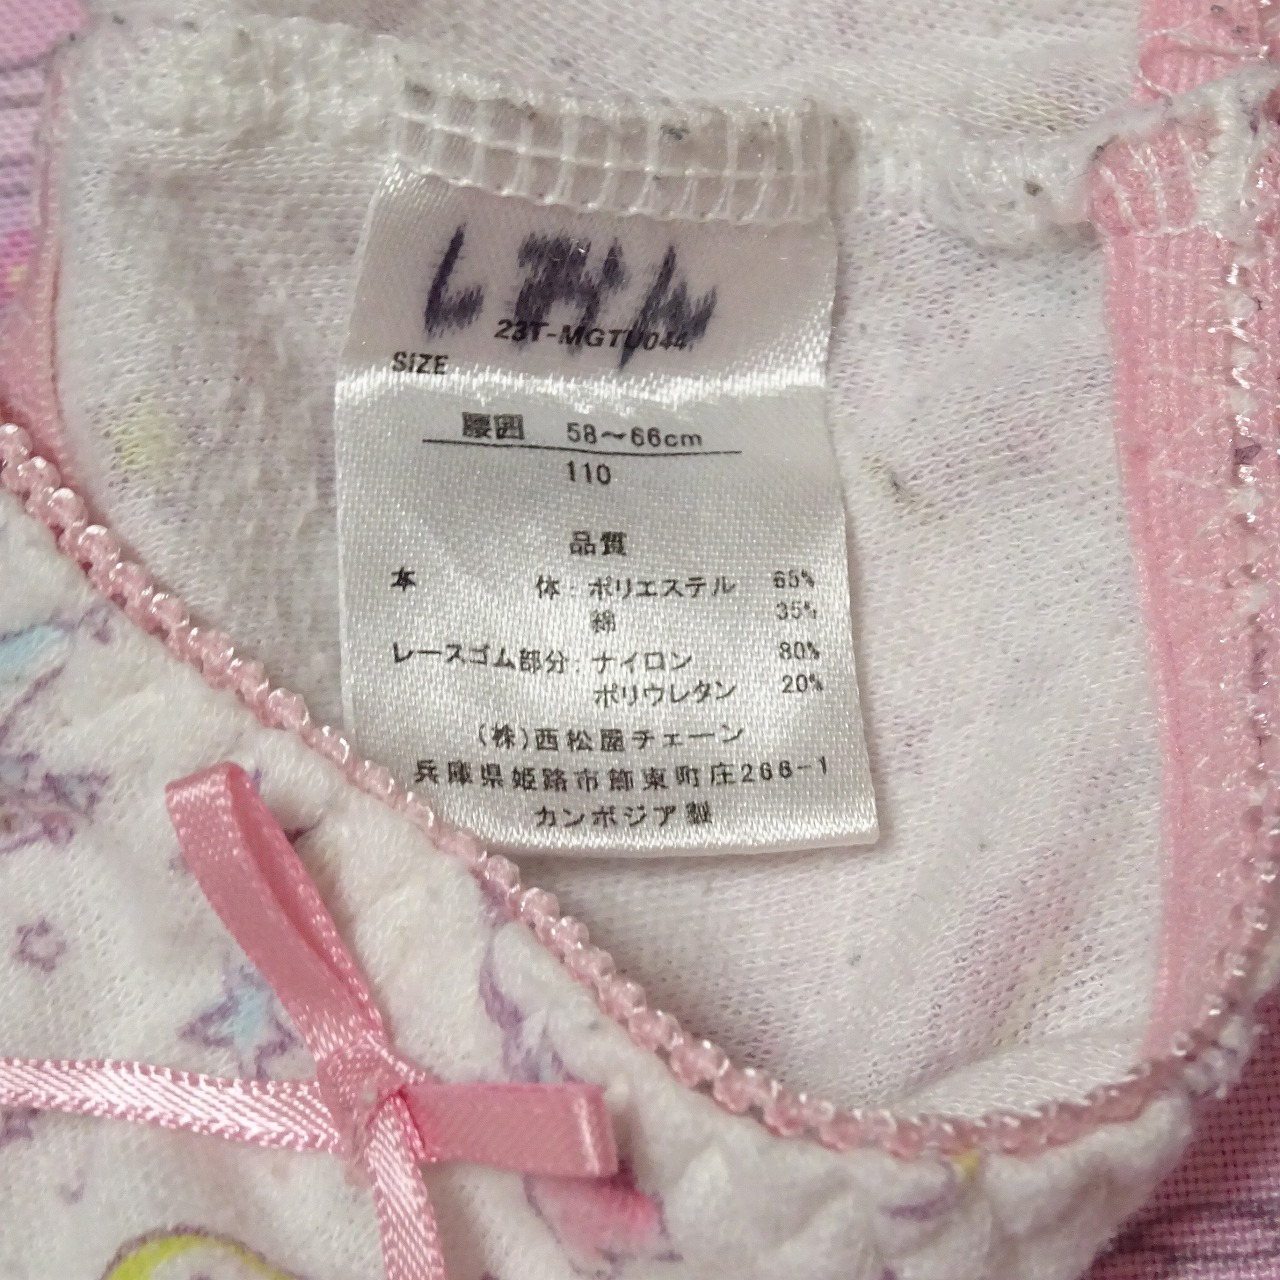 23T-MGTU044
SIZE
腰囲 58～66cm
110
品質
本 体：ポリエステル 65%
綿 35%
レースゴム部分：ナイロン 80%
ポリウレタン 20%
(株)西松屋チェーン
兵庫県姫路市飾東町庄266-1
カンボジア製